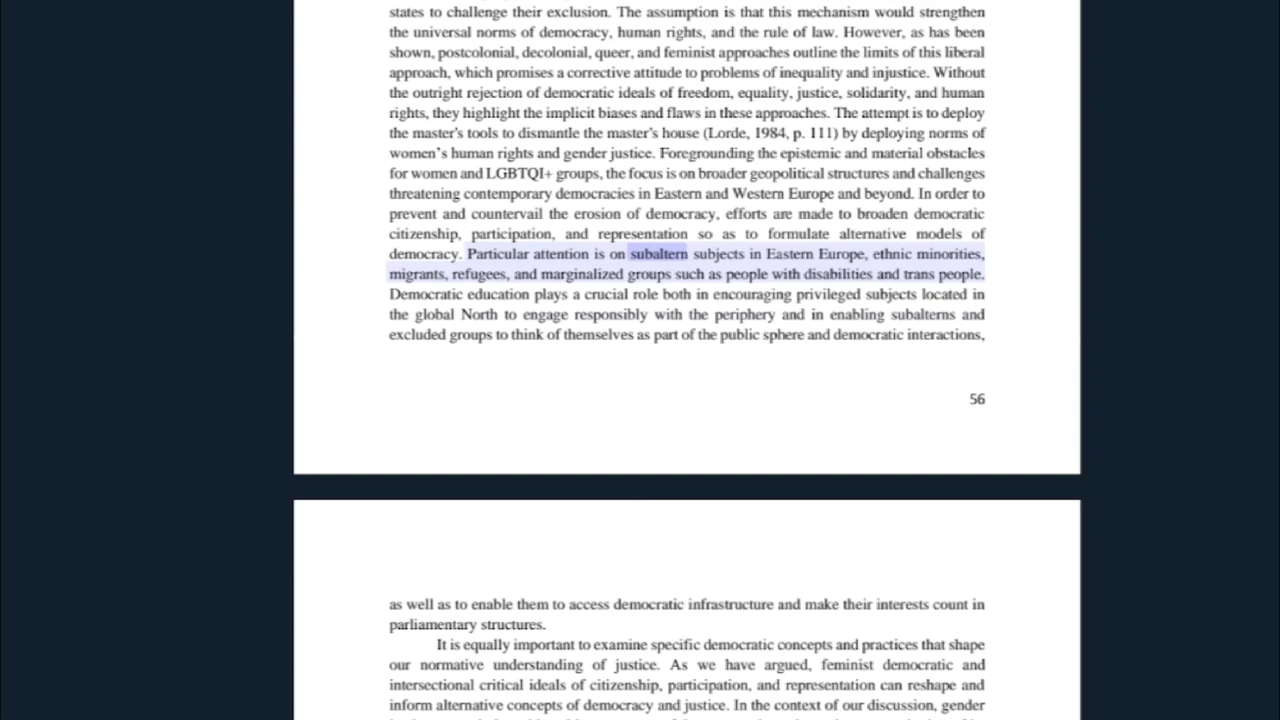 states to challenge their exclusion. The assumption is that this mechanism would strengthen
the universal norms of democracy, human rights, and the rule of law. However, as has been
shown, postcolonial, decolonial, queer, and feminist approaches outline the limits of this liberal
approach, which promises a corrective attitude to problems of inequality and injustice. Without
the outright rejection of democratic ideals of freedom, equality, justice, solidarity, and human
rights, they highlight the implicit biases and flaws in these approaches. The attempt is to deploy
the master's tools to dismantle the master's house (Lorde, 1984, p. 111) by deploying norms of
women's human rights and gender justice. Foregrounding the epistemic and material obstacles
for women and LGBTQI+ groups, the focus is on broader geopolitical structures and challenges
threatening contemporary democracies in Eastern and Western Europe and beyond. In order to
prevent and countervail the erosion of democracy, efforts are made to broaden democratic
citizenship, participation, and representation so as to formulate alternative models of
democracy. Particular attention is on subaltern subjects in Eastern Europe, ethnic minorities,
migrants, refugees, and marginalized groups such as people with disabilities and trans people.
Democratic education plays a crucial role both in encouraging privileged subjects located in
the global North to engage responsibly with the periphery and in enabling subalterns and
excluded groups to think of themselves as part of the public sphere and democratic interactions,
56
as well as to enable them to access democratic infrastructure and make their interests count in
parliamentary structures.
It is equally important to examine specific democratic concepts and practices that shape
our normative understanding of justice. As we have argued, feminist democratic and
intersectional critical ideals of citizenship, participation, and representation can reshape and
inform alternative concepts of democracy and justice. In the context of our discussion, gender